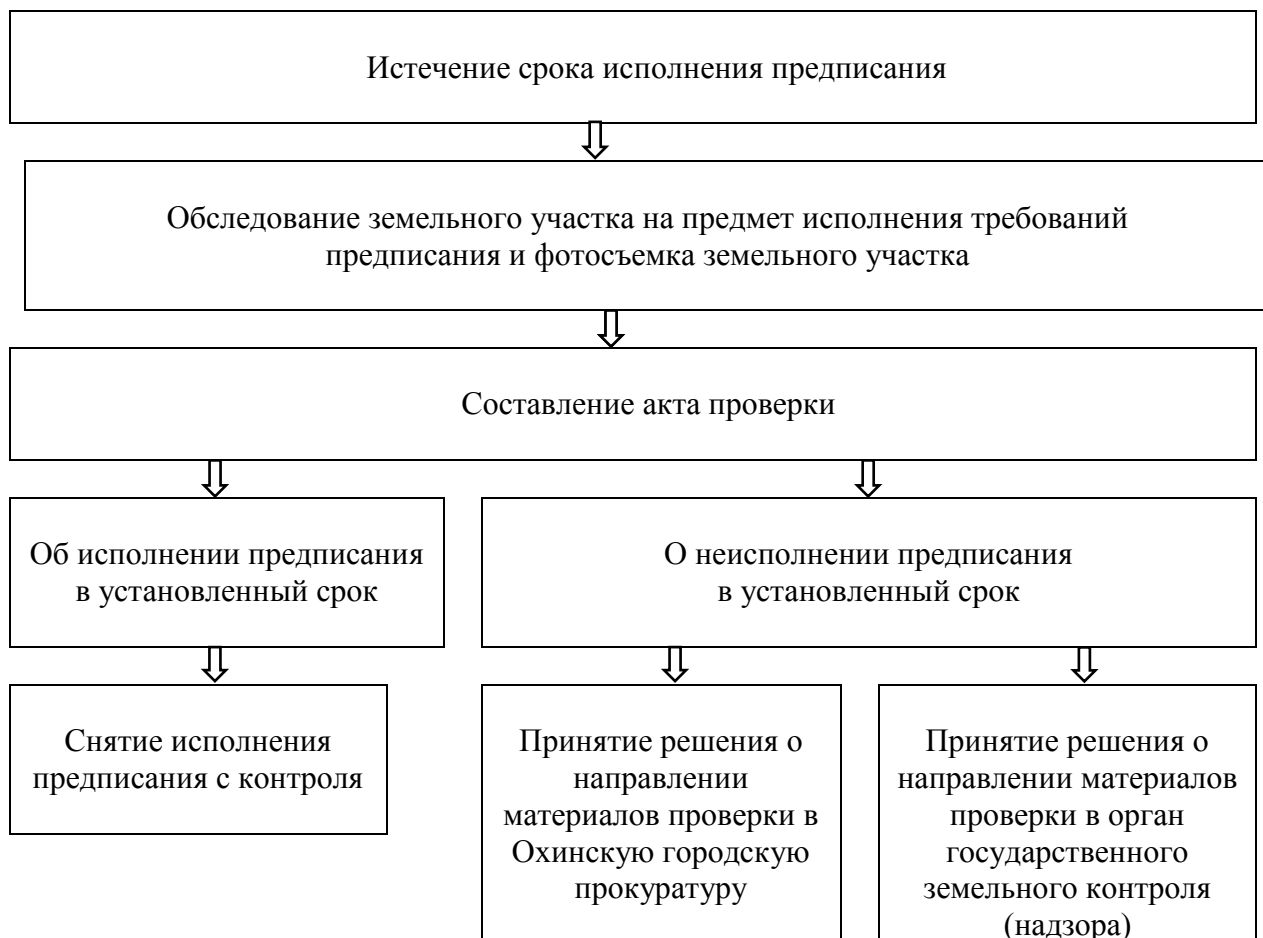 Истечение срока исполнения предписания
Обследование земельного участка на предмет исполнения требований
предписания и фотосъемка земельного участка
Составление акта проверки
Об исполнении предписания
в установленный срок
О неисполнении предписания
в установленный срок
Снятие исполнения
предписания с контроля
Принятие решения о
направлении
материалов проверки в
Охинскую городскую
прокуратуру
Принятие решения о
направлении материалов
проверки в орган
государственного
земельного контроля
(надзора)